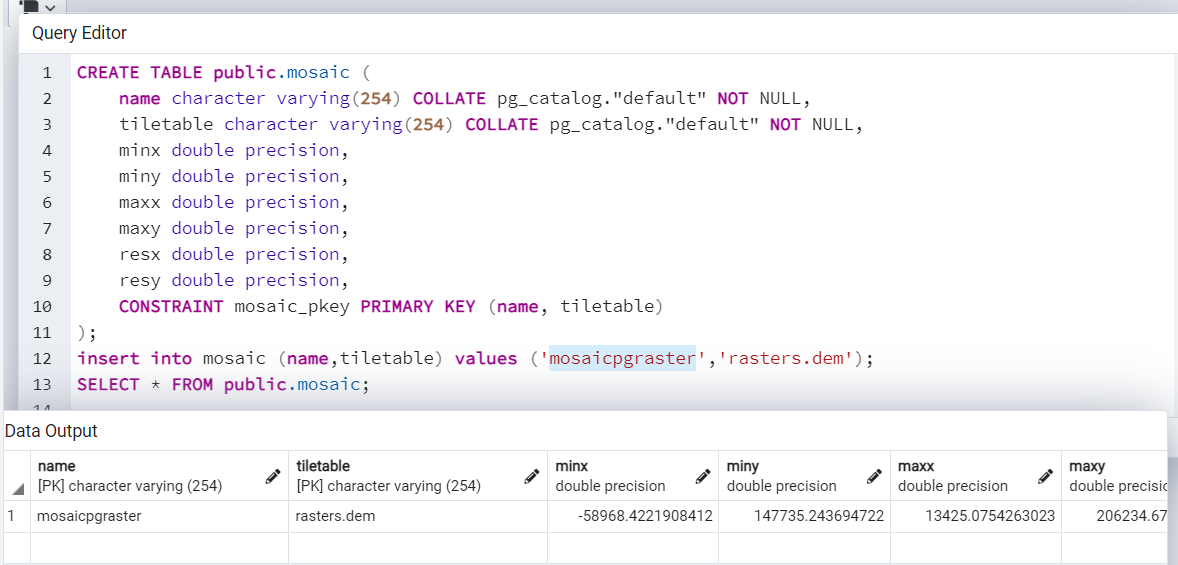 Query Editor
1 CREATE TABLE public.mosaic (
2 name character varying(254) COLLATE pg_catalog."default" NOT NULL,
3 tiletable character varying(254) COLLATE pg_catalog."default" NOT NULL,
4 minx double precision,
5 miny double precision,
6 maxx double precision,
7 maxy double precision,
8 resx double precision,
9 resy double precision,
10 CONSTRAINT mosaic_pkey PRIMARY KEY (name, tiletable)
11 );
12 insert into mosaic (name,tiletable) values ('mosaicpgraster','rasters.dem');
13 SELECT * FROM public.mosaic;
14
Data Output
name tiletable minx miny maxx maxy
[PK] character varying (254) [PK] character varying (254) double precision double precision double precision double precisic
1 mosaicpgraster rasters.dem -58968.4221908412 147735.243694722 13425.0754263023 206234.67